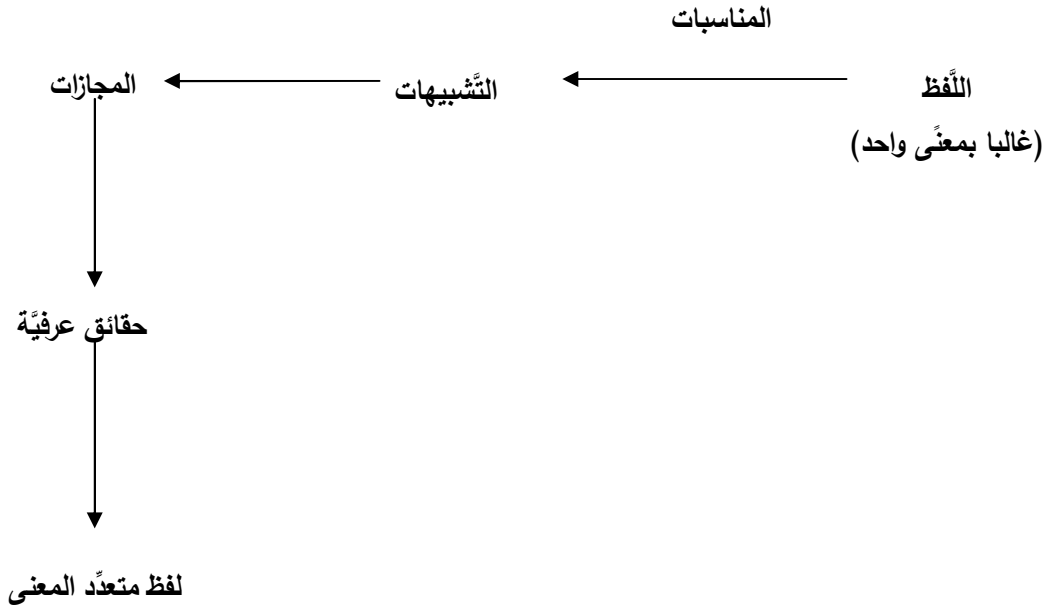 المناسبات
اللَّفظ
التَّشبيهات
المجازات
(غالبا بمعنًى واحد)
حقائق عرفيَّة
لفظ متعدِّد المعنى